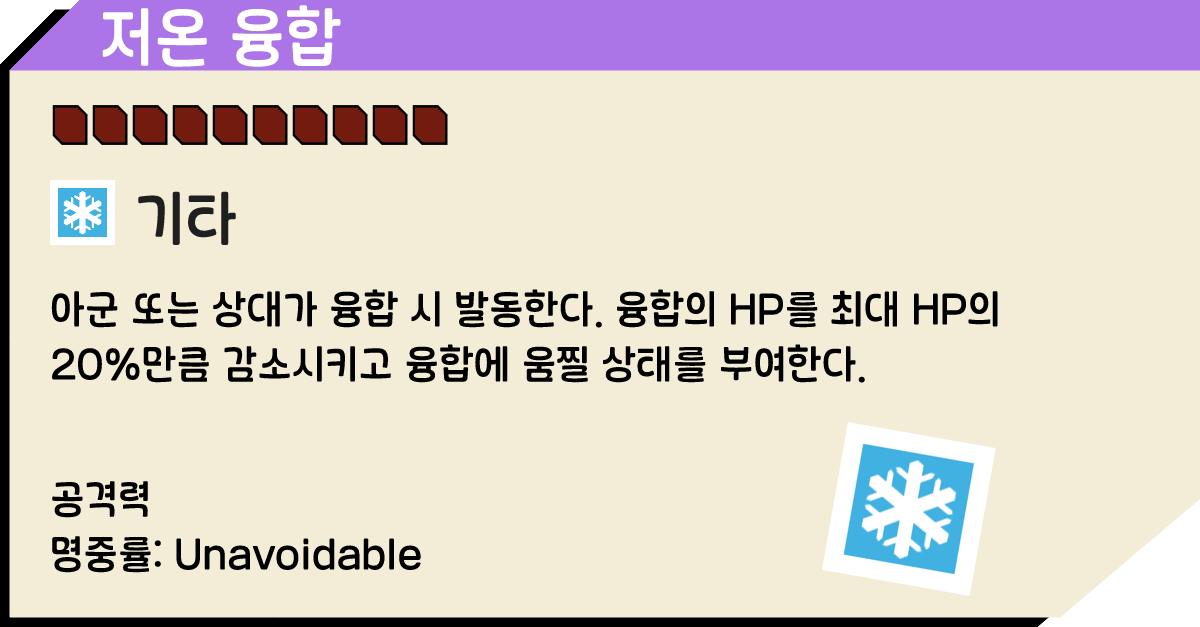 저온 융합
기타
아군 또는 상대가 융합 시 발동한다. 융합의 HP를 최대 HP의
20%만큼 감소시키고 융합에 움찔 상태를 부여한다.
공격력
명중률: Unavoidable